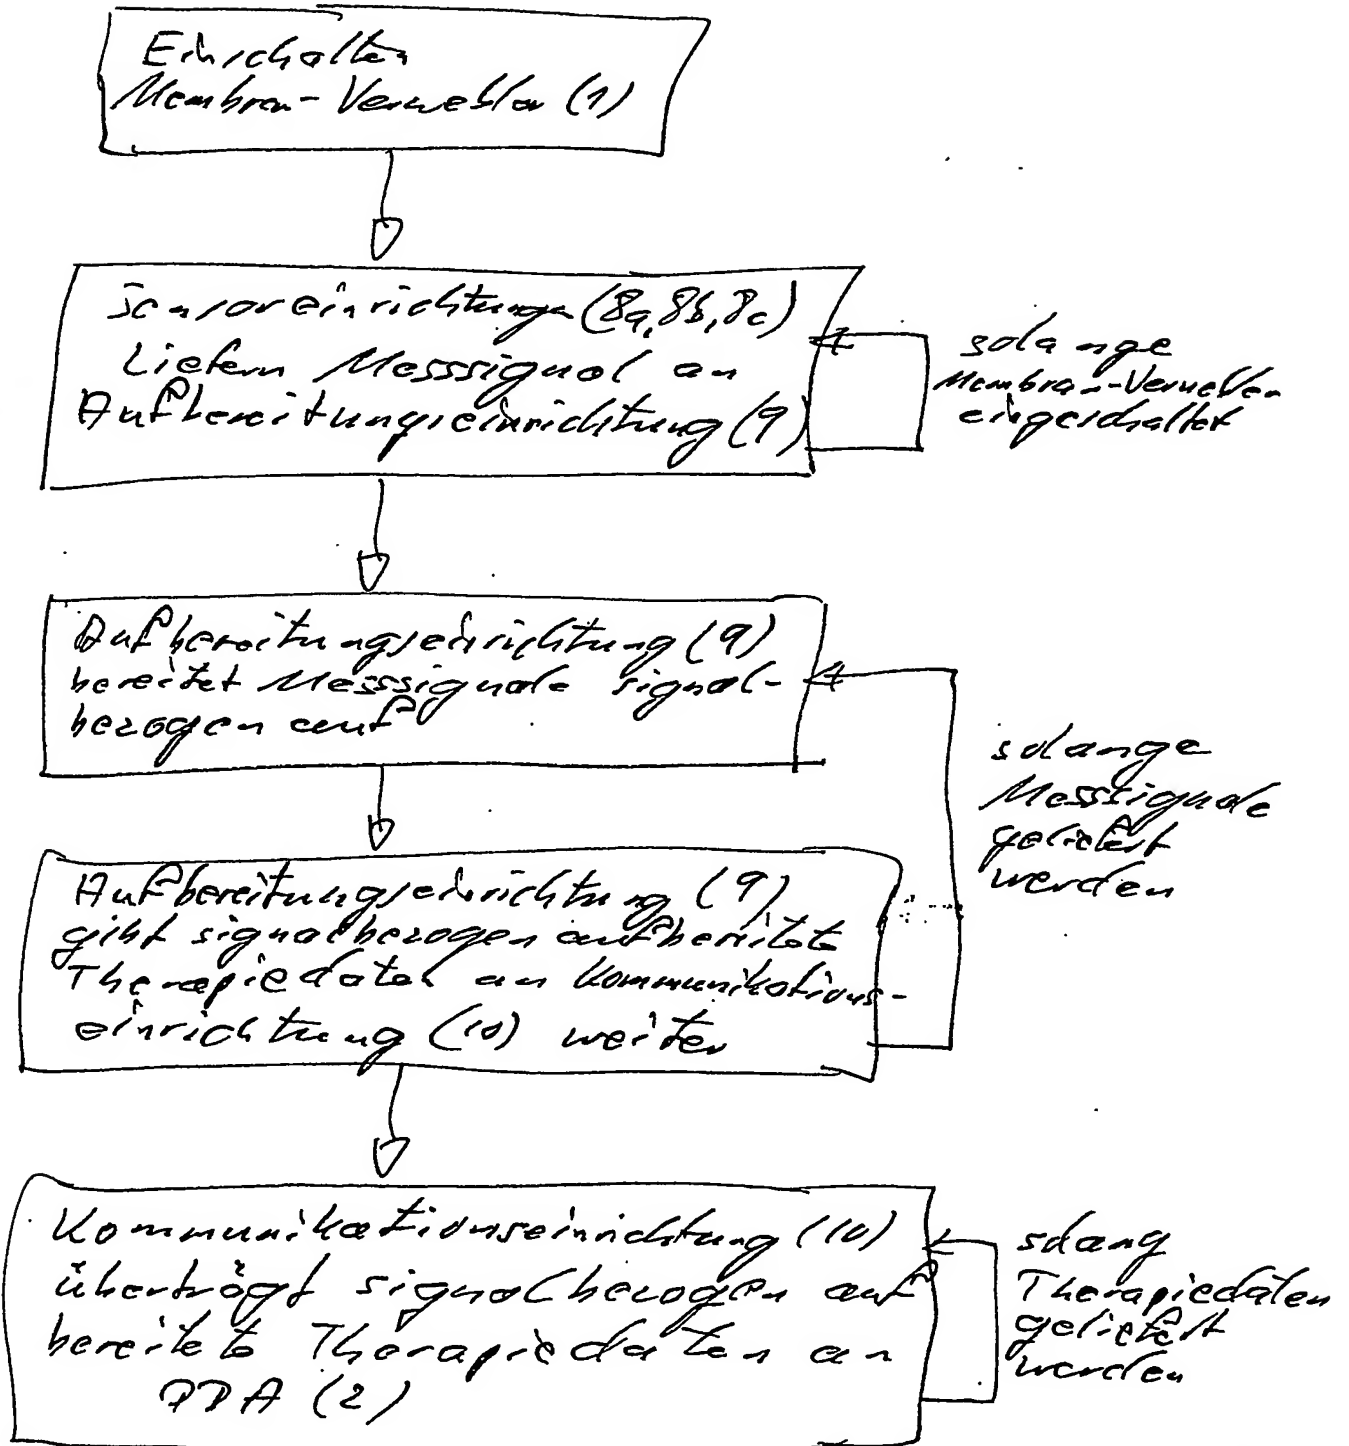 Einschalten
Membran-Vernebler (1)
Sensoreinrichtungen (8a, 8b, 8c)
Liefern Messsignal an
Aufbereitungseinrichtung (9)
solange
Membran-Vernebler
eingeschaltet
Aufbereitungseinrichtung (9)
bereitet Messsignale signal-
bezogen auf
solange
Messsignale
geliefert
werden
Aufbereitungseinrichtung (9)
gibt signalbezogen aufbereitete
Therapiedaten an Kommunikations-
einrichtung (10) weiter
Kommunikationseinrichtung (10)
überträgt signalbezogen auf
bereitete Therapiedaten an
PDA (2)
solang
Therapiedaten
geliefert
werden